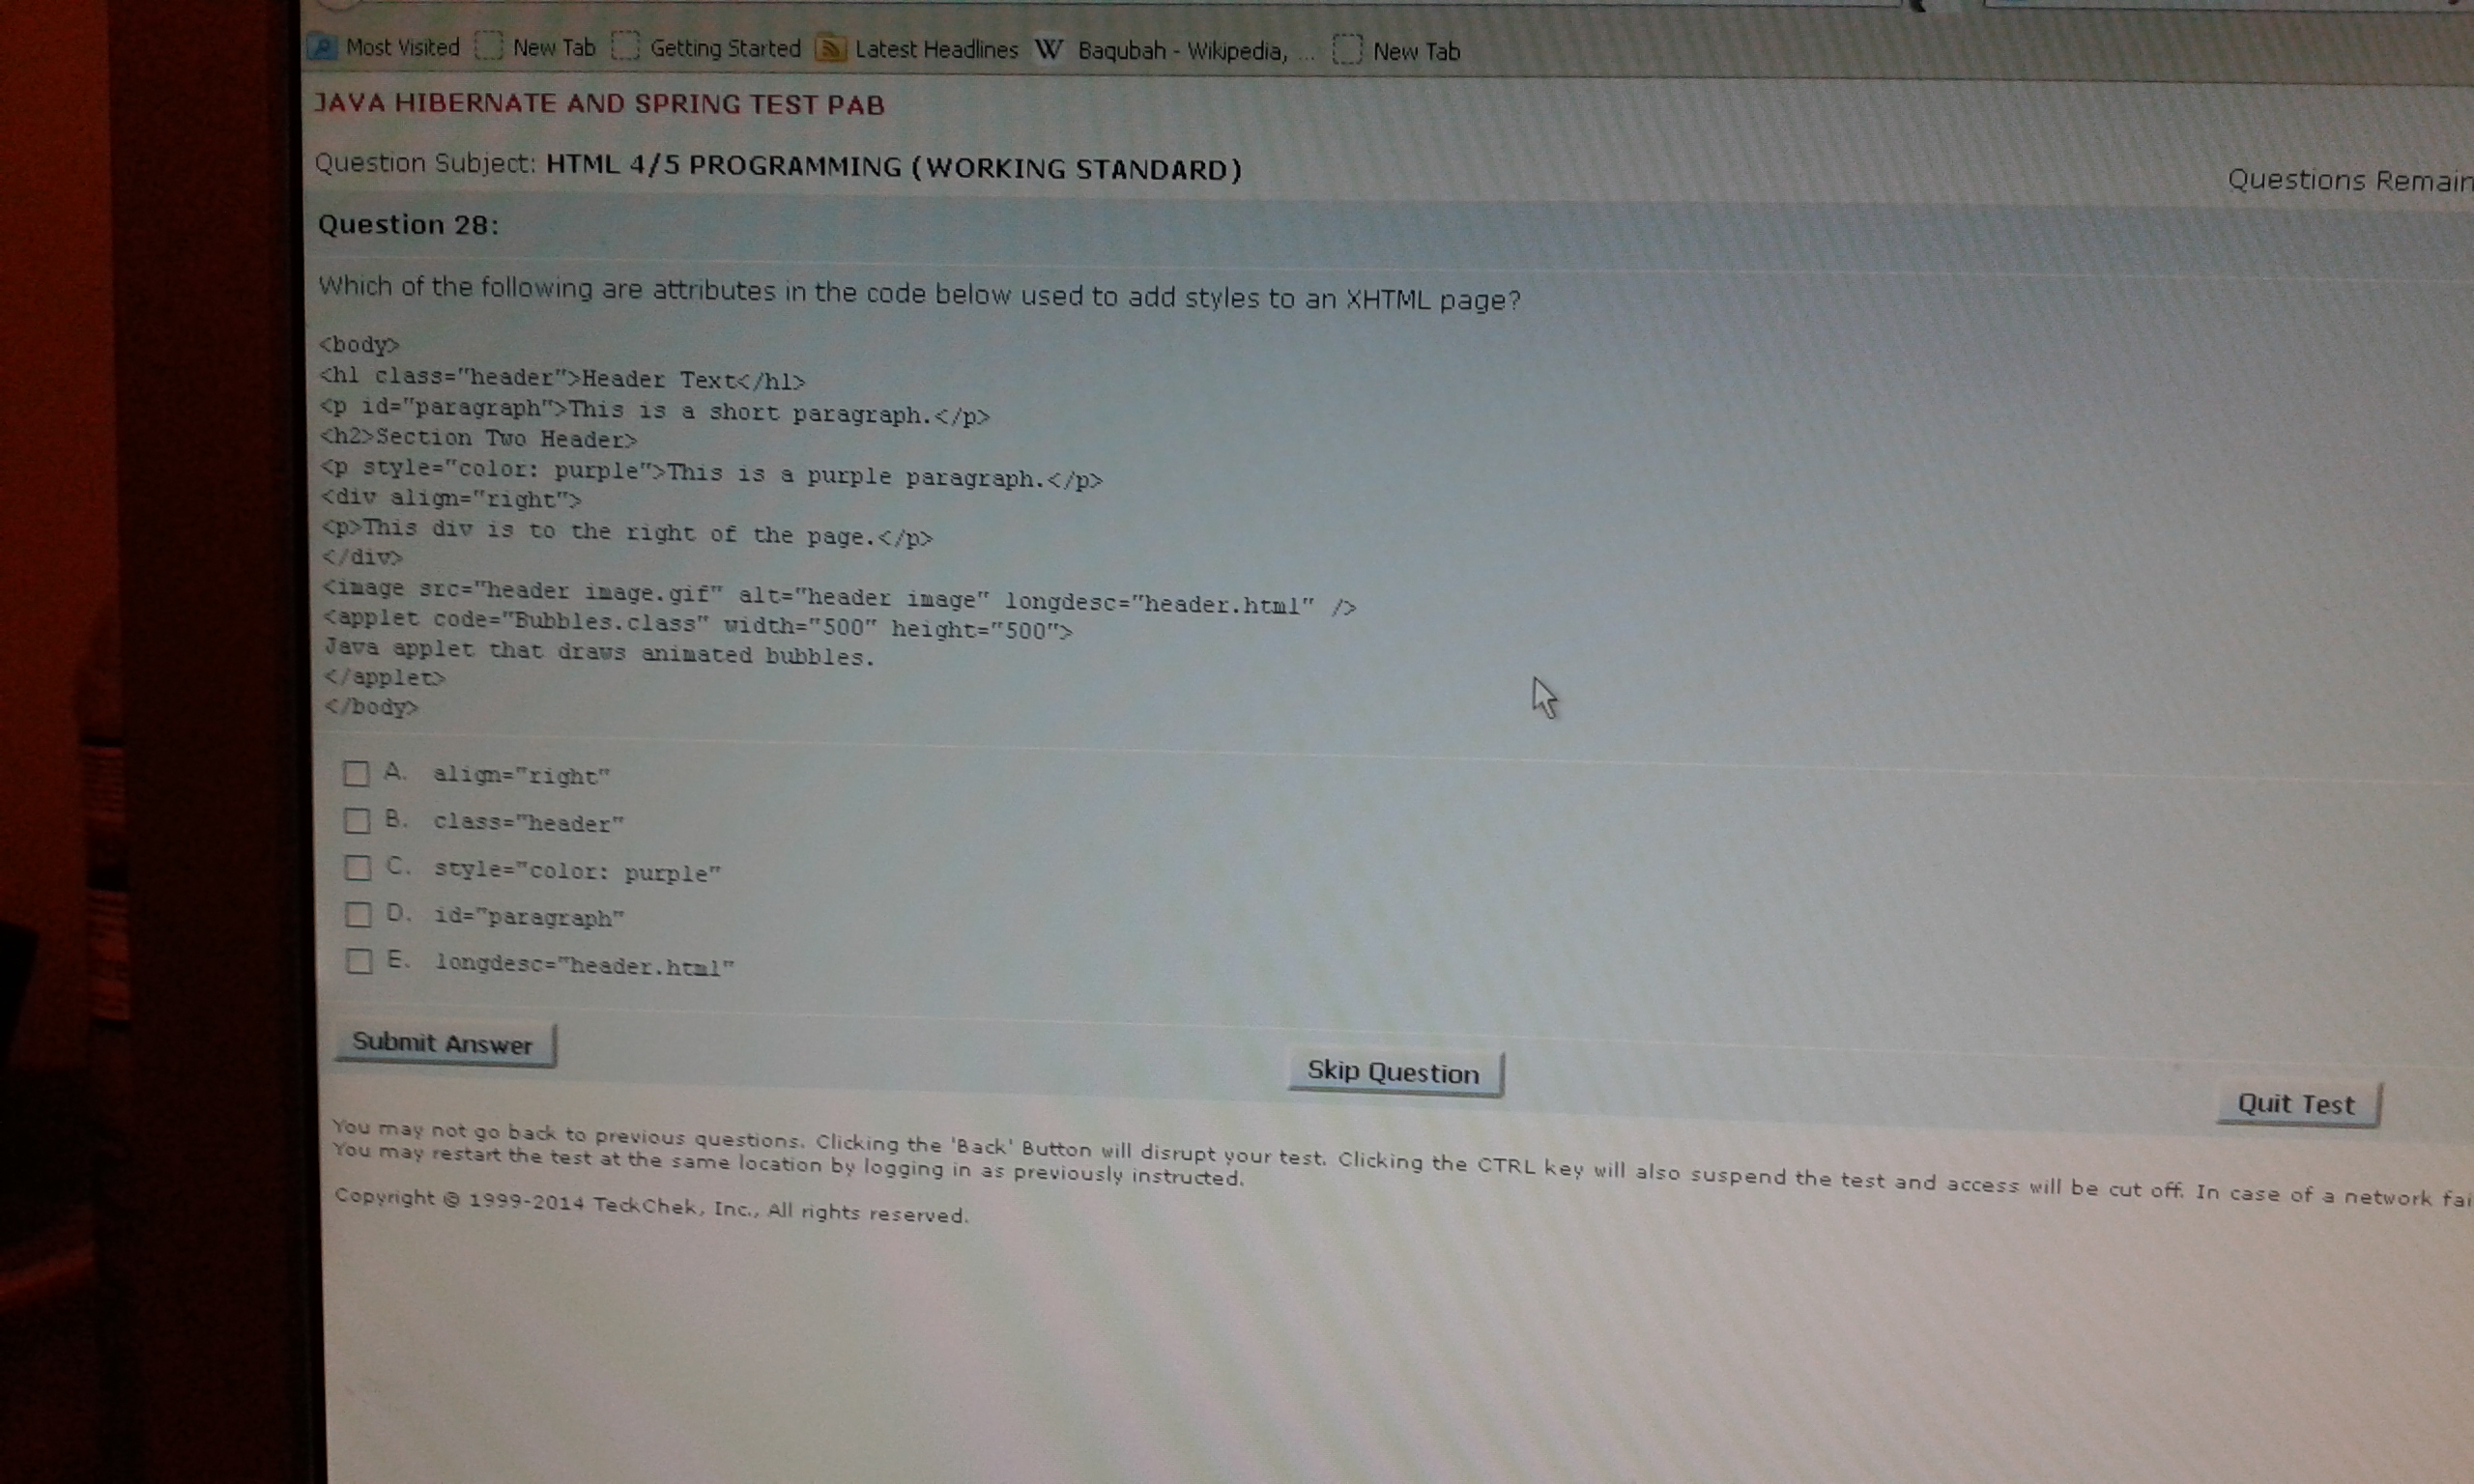 Most Visited New Tab Getting Started Latest Headlines W Baqubah - Wikipedia, ... New Tab
JAVA HIBERNATE AND SPRING TEST PAB
Question Subject: HTML 4/5 PROGRAMMING (WORKING STANDARD)
Questions Remain
Question 28:
Which of the following are attributes in the code below used to add styles to an XHTML page?
<body>
<h1 class="header">Header Text</h1>
<p id="paragraph">This is a short paragraph.</p>
<h2>Section Two Header>
<p style="color: purple">This is a purple paragraph.</p>
<div align="right">
<p>This div is to the right of the page.</p>
</div>
<image src="header image.gif" alt="header image" longdesc="header.html" />
<applet code="Bubbles.class" width="500" height="500">
Java applet that draws animated bubbles.
</applet>
</body>
A. align="right"
B. class="header"
C. style="color: purple"
D. id="paragraph"
E. longdesc="header.html"
Submit Answer
Skip Question
Quit Test
You may not go back to previous questions. Clicking the 'Back' Button will disrupt your test. Clicking the CTRL key will also suspend the test and access will be cut off. In case of a network fai
You may restart the test at the same location by logging in as previously instructed.
Copyright © 1999-2014 TeckChek, Inc., All rights reserved.